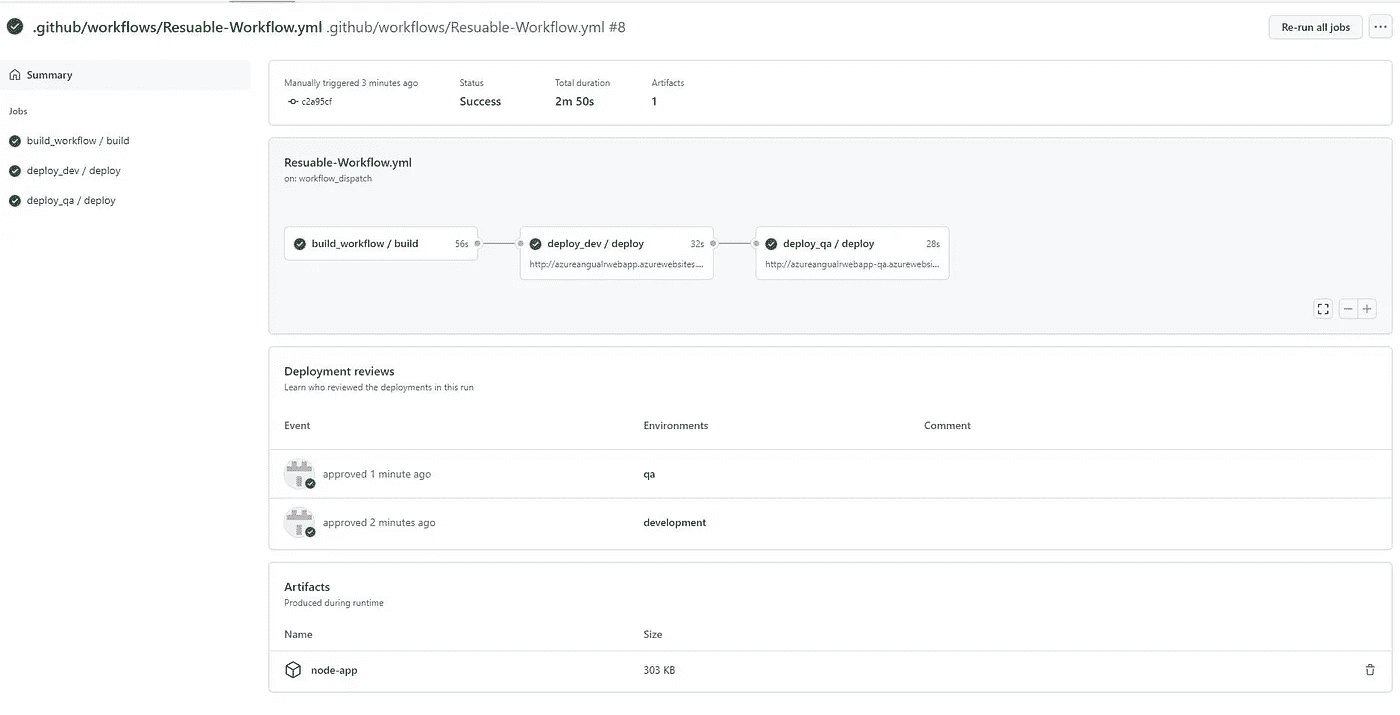 .github/workflows/Resuable-Workflow.yml .github/workflows/Resuable-Workflow.yml #8
Re-run all jobs
Summary
Jobs
build_workflow / build
deploy_dev / deploy
deploy_qa / deploy
Manually triggered 3 minutes ago
c2a95cf
Status
Success
Total duration
2m 50s
Artifacts
1
Resuable-Workflow.yml
on: workflow_dispatch
build_workflow / build 56s
deploy_dev / deploy 32s
http://azureangualrwebapp.azurewebsites....
deploy_qa / deploy 28s
http://azureangualrwebapp-qa.azurewebsi...
Deployment reviews
Learn who reviewed the deployments in this run
Event Environments Comment
approved 1 minute ago qa
approved 2 minutes ago development
Artifacts
Produced during runtime
Name Size
node-app 303 KB